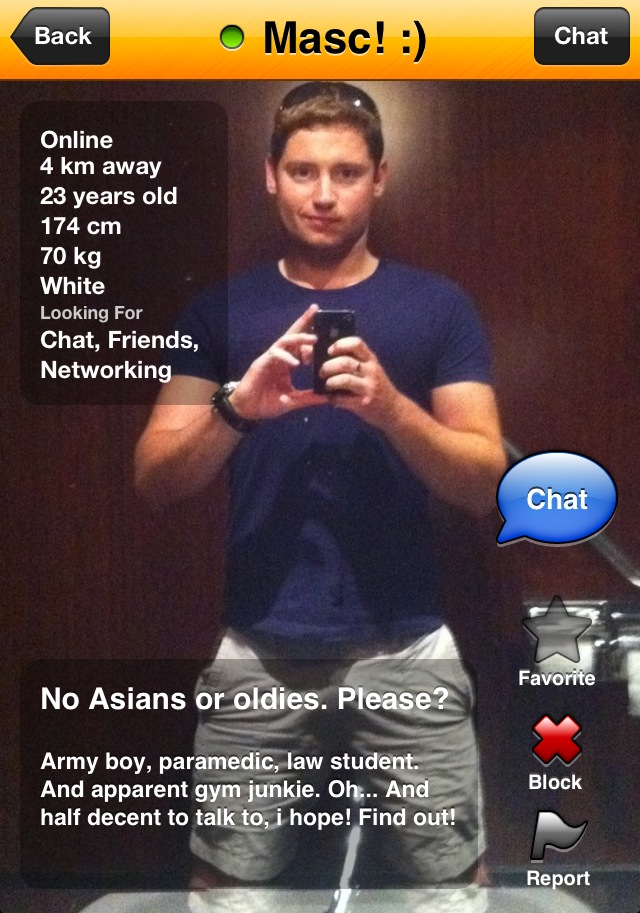 Back
Masc! :)
Chat
Online
4 km away
23 years old
174 cm
70 kg
White
Looking For
Chat, Friends,
Networking
Chat
Favorite
No Asians or oldies. Please?
Army boy, paramedic, law student.
And apparent gym junkie. Oh... And
half decent to talk to, i hope! Find out!
Block
Report